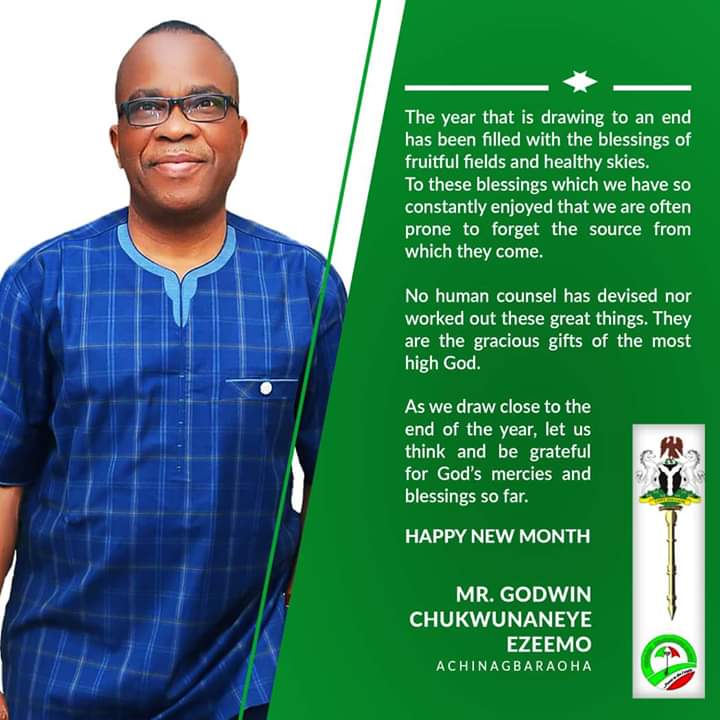 The year that is drawing to an end
has been filled with the blessings of
fruitful fields and healthy skies.
To these blessings which we have so
constantly enjoyed that we are often
prone to forget the source from
which they come.
No human counsel has devised nor
worked out these great things. They
are the gracious gifts of the most
high God.
As we draw close to the
end of the year, let us
think and be grateful
for God's mercies and
blessings so far.
HAPPY NEW MONTH
MR. GODWIN
CHUKWUNANEYE
EZEEMO
ACHINAGBARAOHA